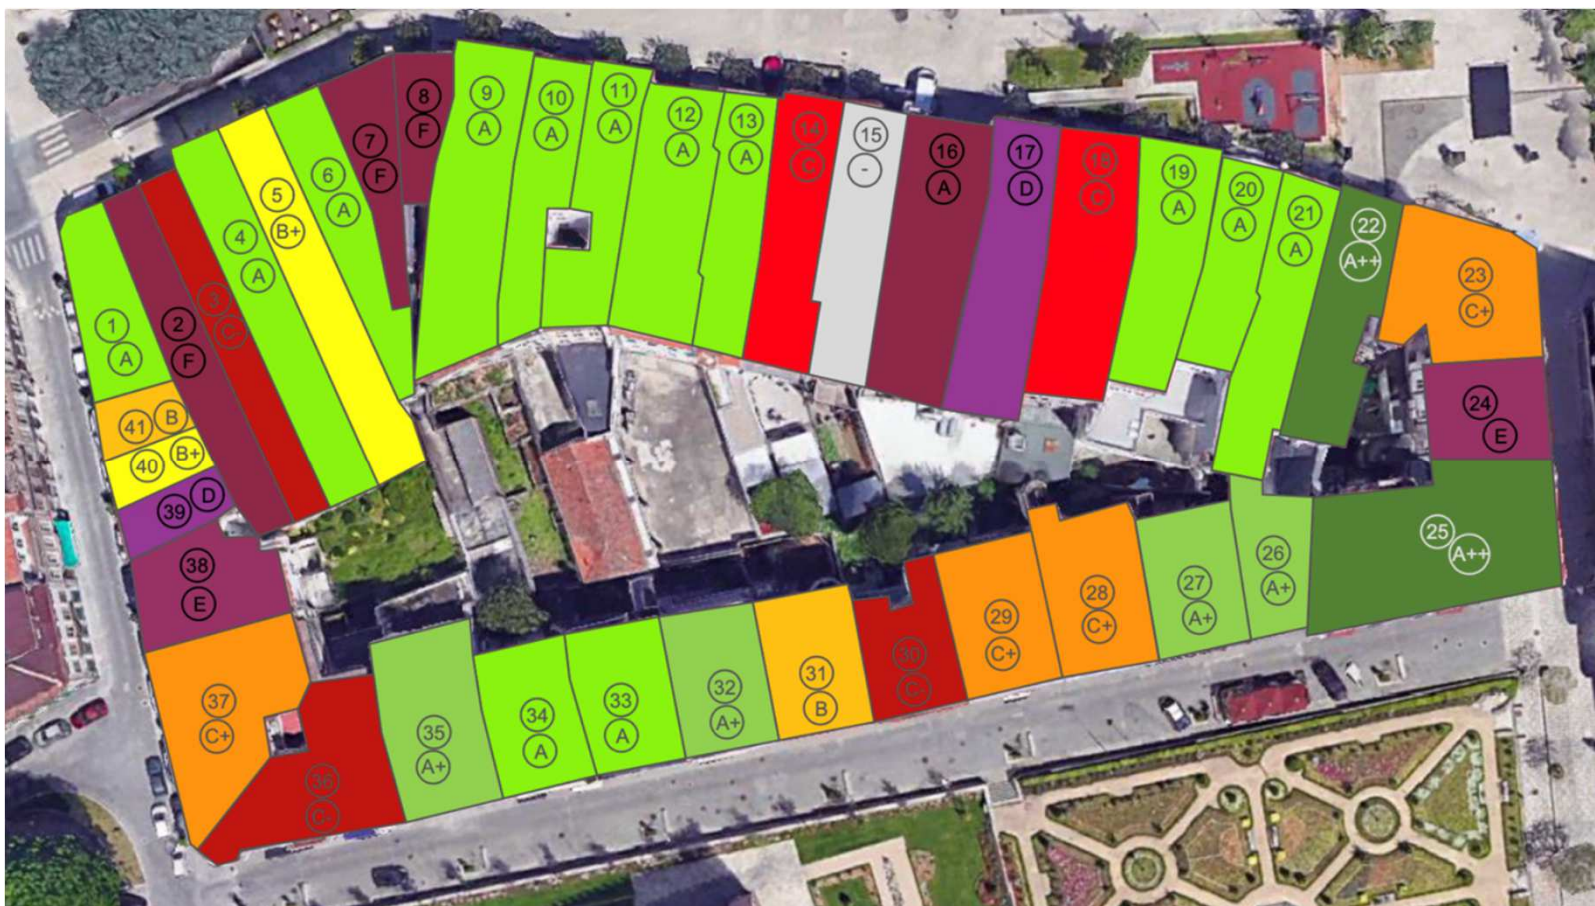 1
A
2
F
3
C-
4
A
5
B+
6
A
7
F
8
F
9
A
10
A
11
A
12
A
13
A
14
C
15
-
16
A
17
D
18
C
19
A
20
A
21
A
22
A++
23
C+
24
E
25
A++
26
A+
27
A+
28
C+
29
C+
30
C-
31
B
32
A+
33
A
34
A
35
A+
36
C-
37
C+
38
E
39 D
40 B+
41 B